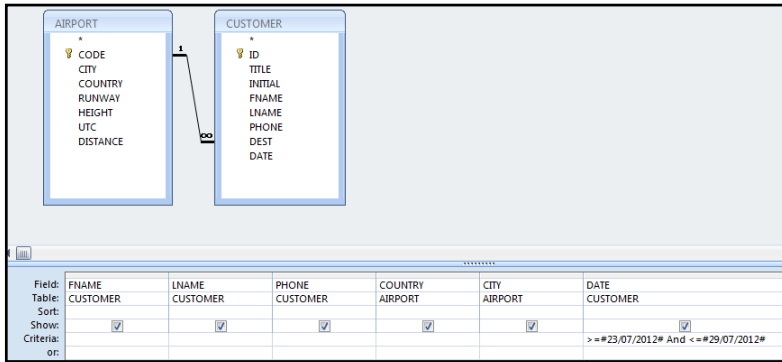 AIRPORT
*
CODE
CITY
COUNTRY
RUNWAY
HEIGHT
UTC
DISTANCE
1
∞
CUSTOMER
*
ID
TITLE
INITIAL
FNAME
LNAME
PHONE
DEST
DATE
Field: FNAME LNAME PHONE COUNTRY CITY DATE
Table: CUSTOMER CUSTOMER CUSTOMER AIRPORT AIRPORT CUSTOMER
Sort:
Show:
Criteria: >=#23/07/2012# And <=#29/07/2012#
or: